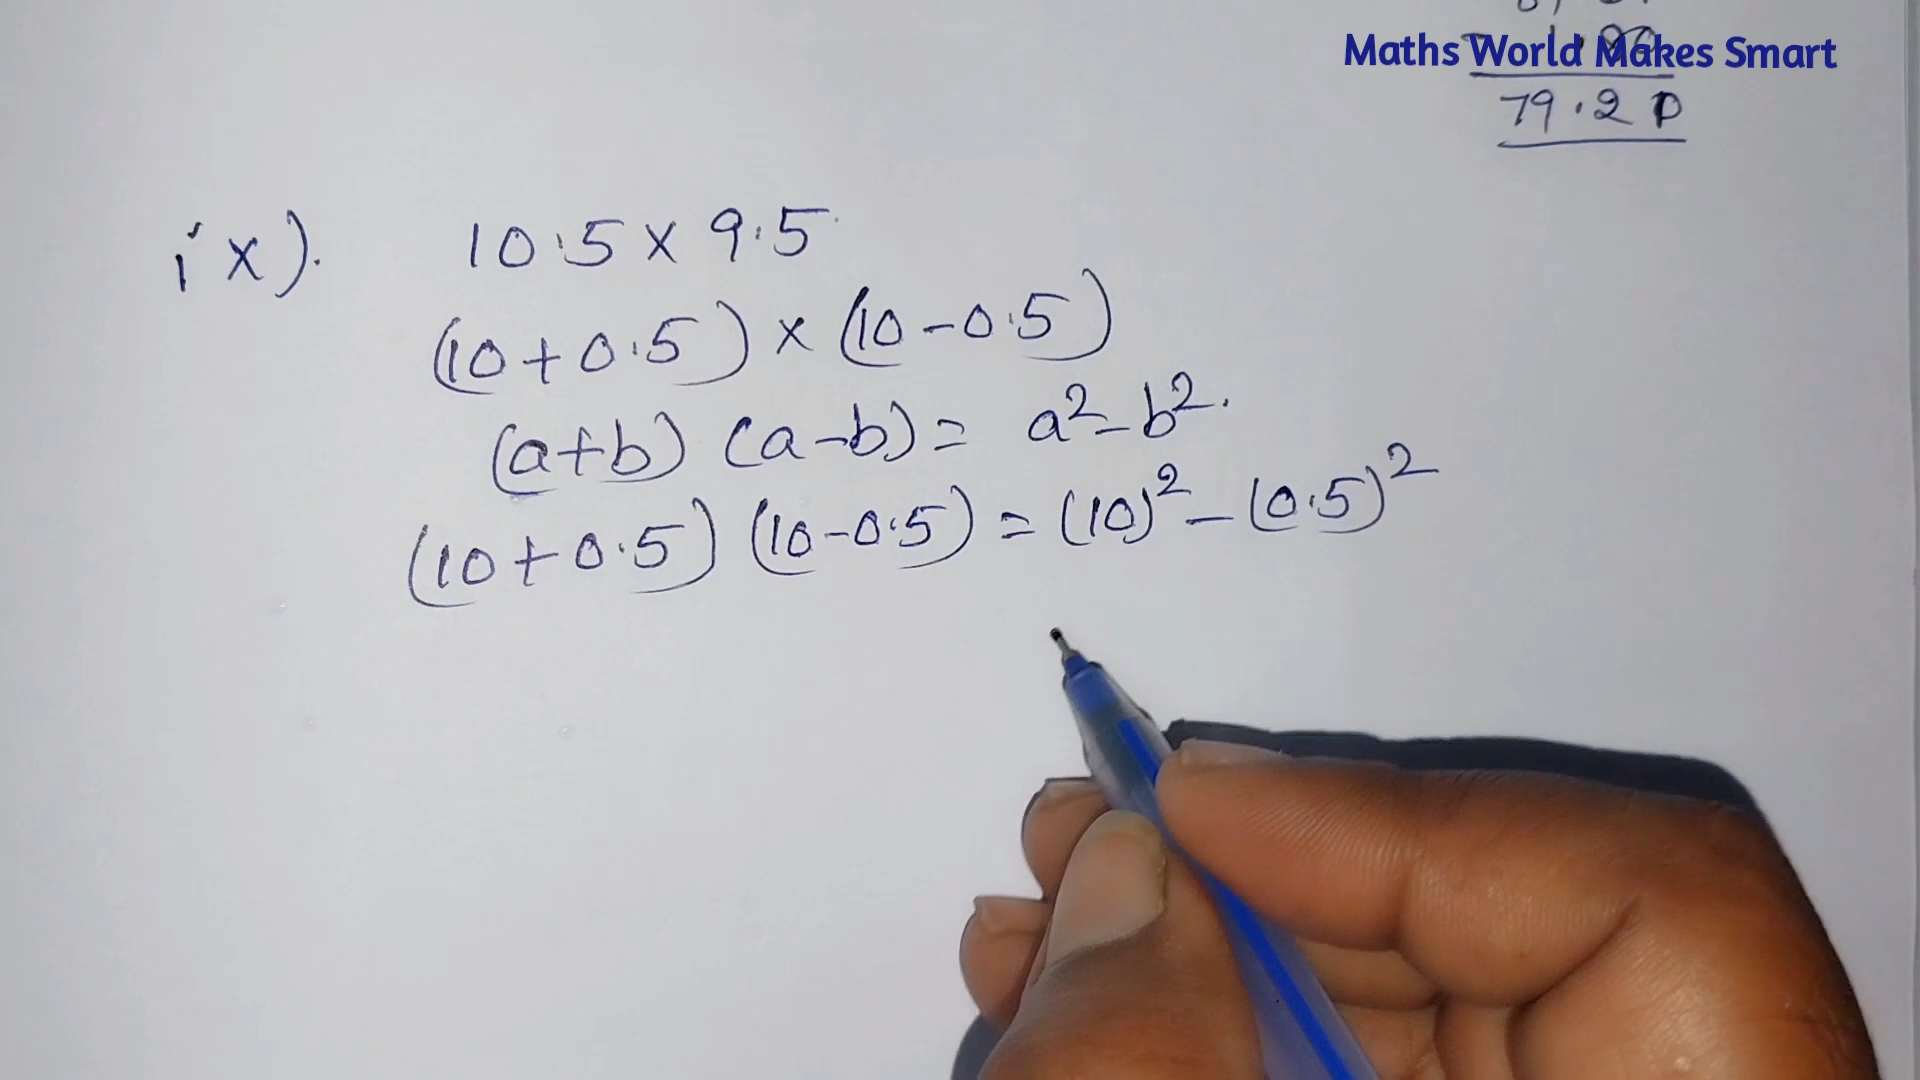 Maths World Makes Smart
79.20
ix). 10.5 x 9.5
(10+0.5) x (10-0.5)
(a+b) (a-b) = a²-b².
(10+0.5) (10-0.5) = (10)² - (0.5)²